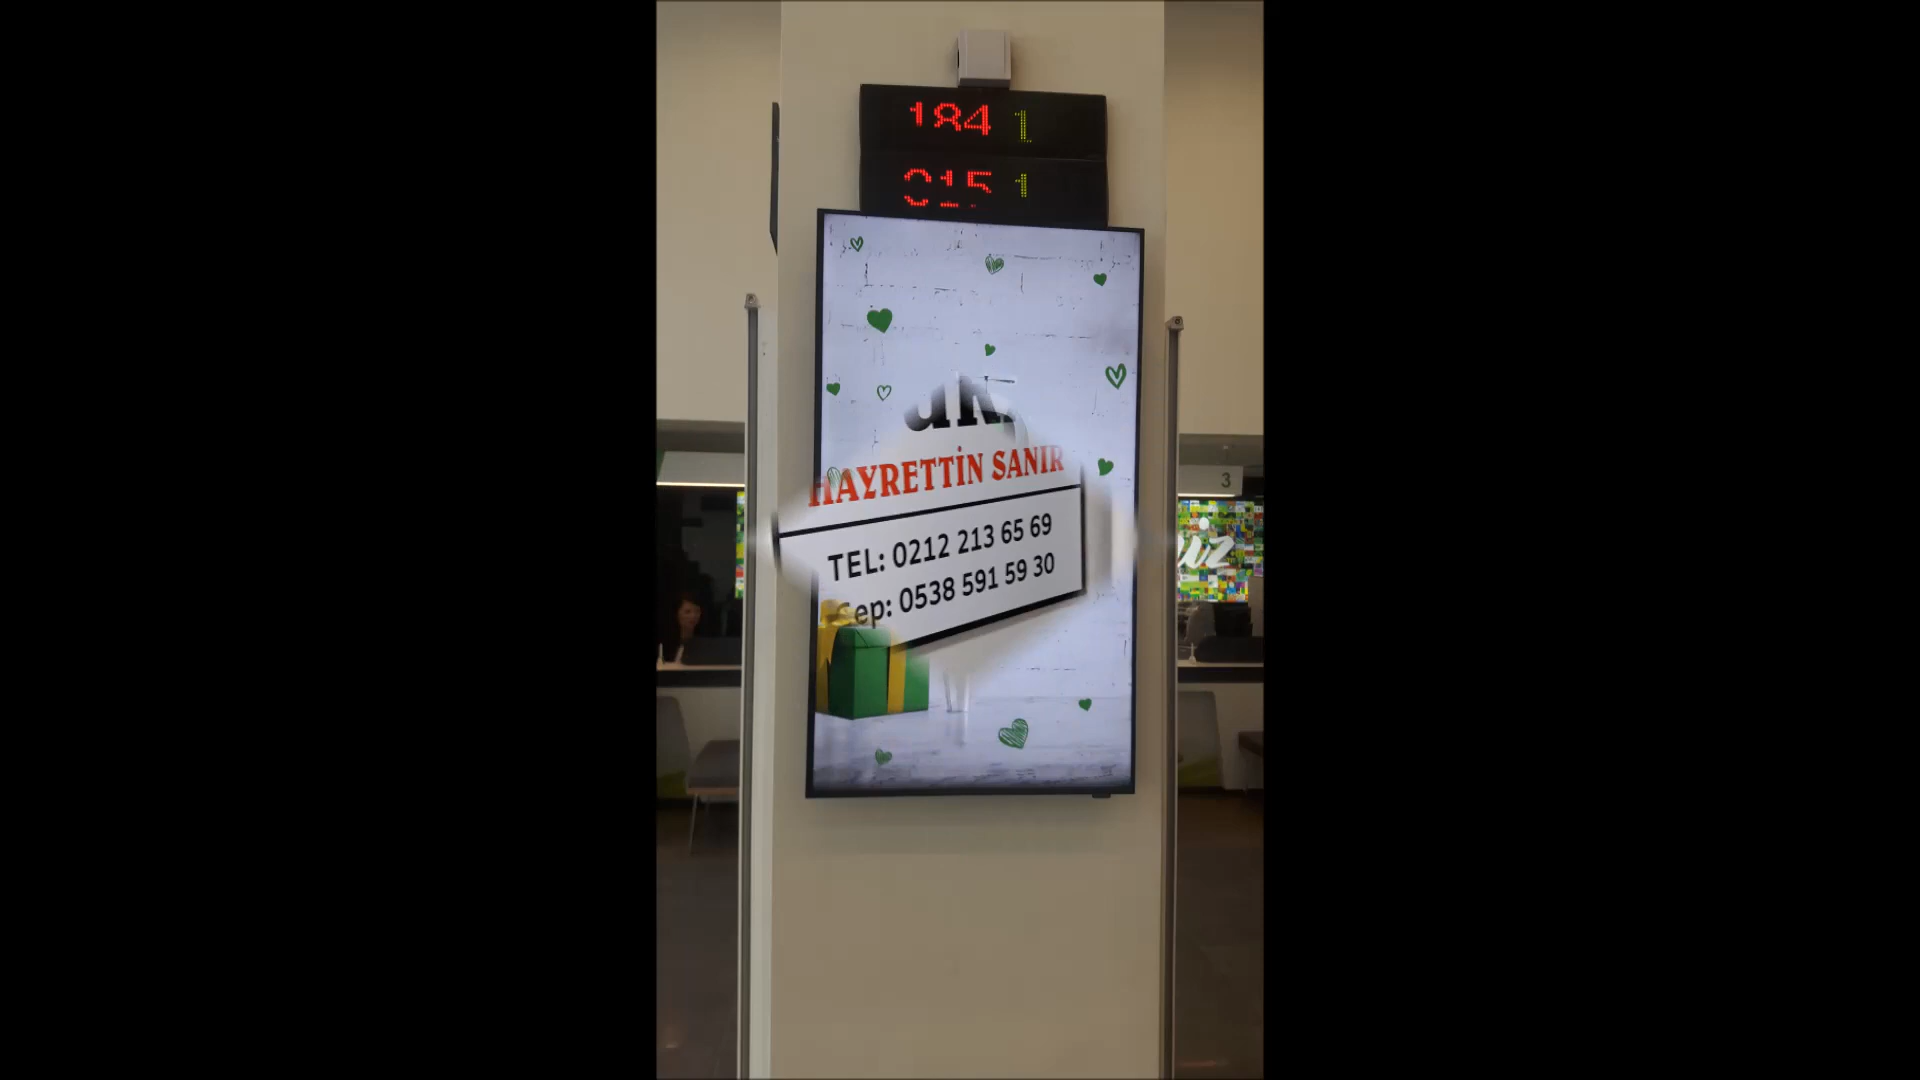 184 1
015 1
HAYRETTİN SANIR
TEL: 0212 213 65 69
Cep: 0538 591 59 30
3